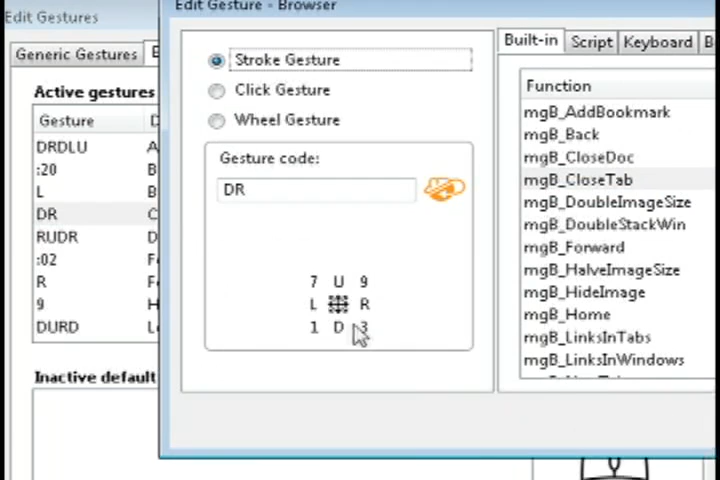 Edit Gestures
Edit Gesture - Browser
Generic Gestures
Active gestures
Gesture
DRDLU
:20
L
DR
RUDR
:02
R
9
DURD
Inactive default
Stroke Gesture
Click Gesture
Wheel Gesture
Gesture code:
DR
7 U 9
L R
1 D 3
Built-in Script Keyboard
Function
mgB_AddBookmark
mgB_Back
mgB_CloseDoc
mgB_CloseTab
mgB_DoubleImageSize
mgB_DoubleStackWin
mgB_Forward
mgB_HalveImageSize
mgB_HideImage
mgB_Home
mgB_LinksInTabs
mgB_LinksInWindows